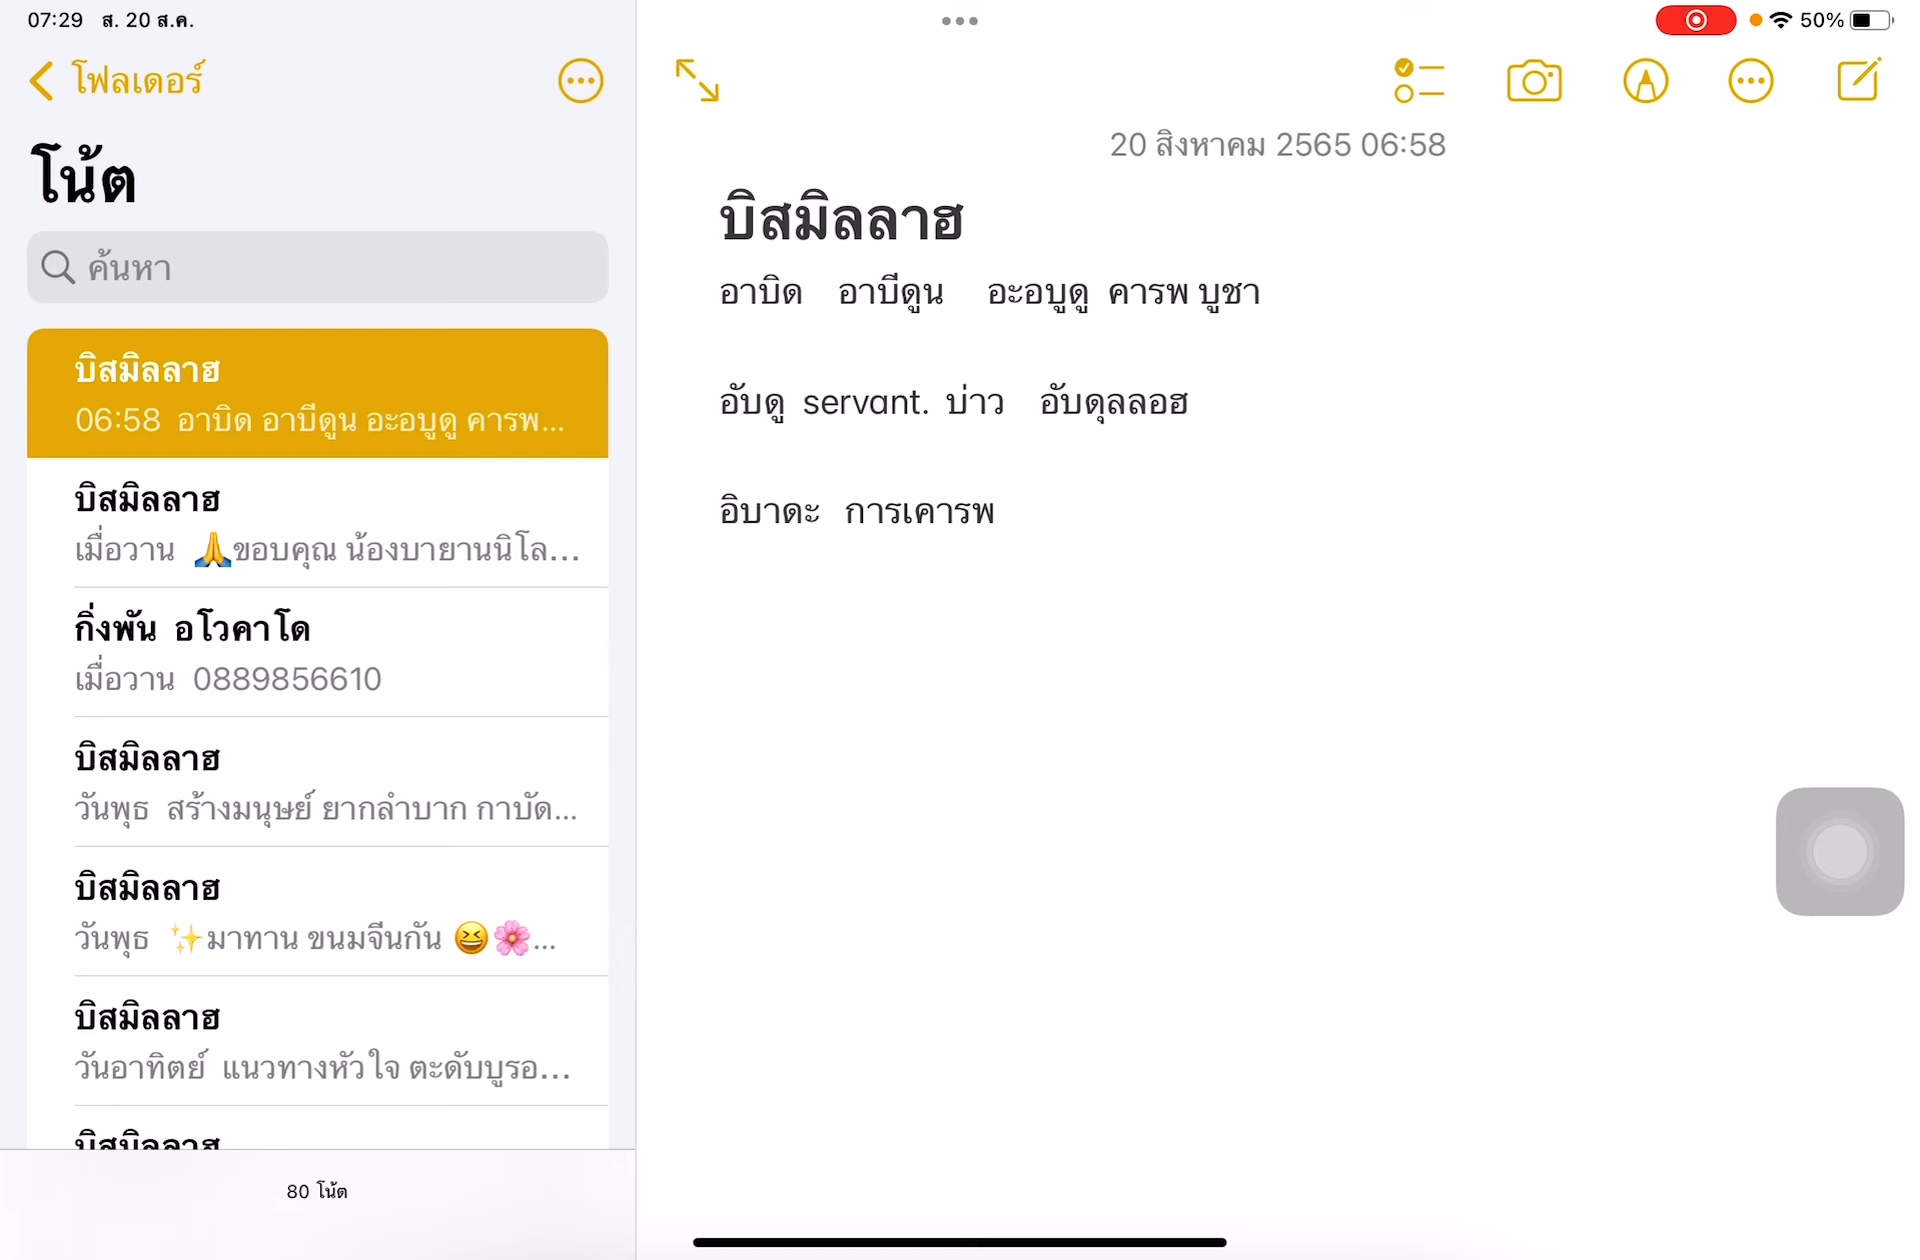 07:29 ส. 20 ส.ค.
50%
โฟลเดอร์
โน้ต
ค้นหา
บิสมิลลาฮ
06:58 อาบิด อาบีดูน อะอบูดู คารพ...
บิสมิลลาฮ
เมื่อวาน 🙏ขอบคุณ น้องบายานนิโล...
กิ่งพัน อโวคาโด
เมื่อวาน 0889856610
บิสมิลลาฮ
วันพุธ สร้างมนุษย์ ยากลำบาก กาบัด...
บิสมิลลาฮ
วันพุธ ✨มาทาน ขนมจีนกัน 😆🌸...
บิสมิลลาฮ
วันอาทิตย์ แนวทางหัวใจ ตะดับบูรอ...
บิสมิลลาฮ
80 โน้ต
20 สิงหาคม 2565 06:58
บิสมิลลาฮ
อาบิด อาบีดูน อะอบูดู คารพ บูชา
อับดู servant. บ่าว อับดุลลอฮ
อิบาดะ การเคารพ